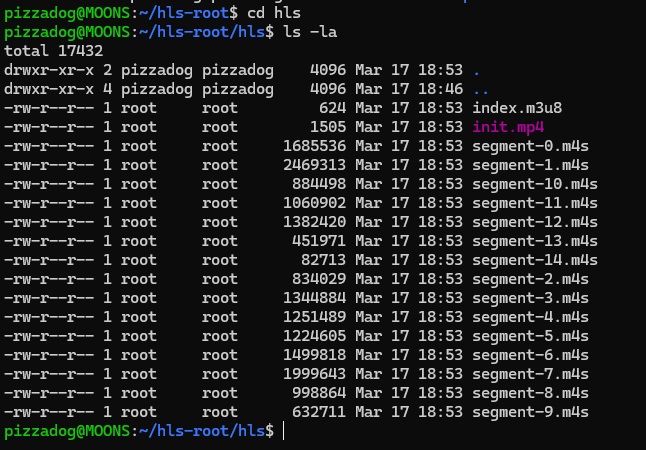 pizzadog@MOONS:~/hls-root$ cd hls
pizzadog@MOONS:~/hls-root/hls$ ls -la
total 17432
drwxr-xr-x 2 pizzadog pizzadog    4096 Mar 17 18:53 .
drwxr-xr-x 4 pizzadog pizzadog    4096 Mar 17 18:46 ..
-rw-r--r-- 1 root     root         624 Mar 17 18:53 index.m3u8
-rw-r--r-- 1 root     root        1505 Mar 17 18:53 init.mp4
-rw-r--r-- 1 root     root     1685536 Mar 17 18:53 segment-0.m4s
-rw-r--r-- 1 root     root     2469313 Mar 17 18:53 segment-1.m4s
-rw-r--r-- 1 root     root      884498 Mar 17 18:53 segment-10.m4s
-rw-r--r-- 1 root     root     1060902 Mar 17 18:53 segment-11.m4s
-rw-r--r-- 1 root     root     1382420 Mar 17 18:53 segment-12.m4s
-rw-r--r-- 1 root     root      451971 Mar 17 18:53 segment-13.m4s
-rw-r--r-- 1 root     root       82713 Mar 17 18:53 segment-14.m4s
-rw-r--r-- 1 root     root      834029 Mar 17 18:53 segment-2.m4s
-rw-r--r-- 1 root     root     1344884 Mar 17 18:53 segment-3.m4s
-rw-r--r-- 1 root     root     1251489 Mar 17 18:53 segment-4.m4s
-rw-r--r-- 1 root     root     1224605 Mar 17 18:53 segment-5.m4s
-rw-r--r-- 1 root     root     1499818 Mar 17 18:53 segment-6.m4s
-rw-r--r-- 1 root     root     1999643 Mar 17 18:53 segment-7.m4s
-rw-r--r-- 1 root     root      998864 Mar 17 18:53 segment-8.m4s
-rw-r--r-- 1 root     root      632711 Mar 17 18:53 segment-9.m4s
pizzadog@MOONS:~/hls-root/hls$